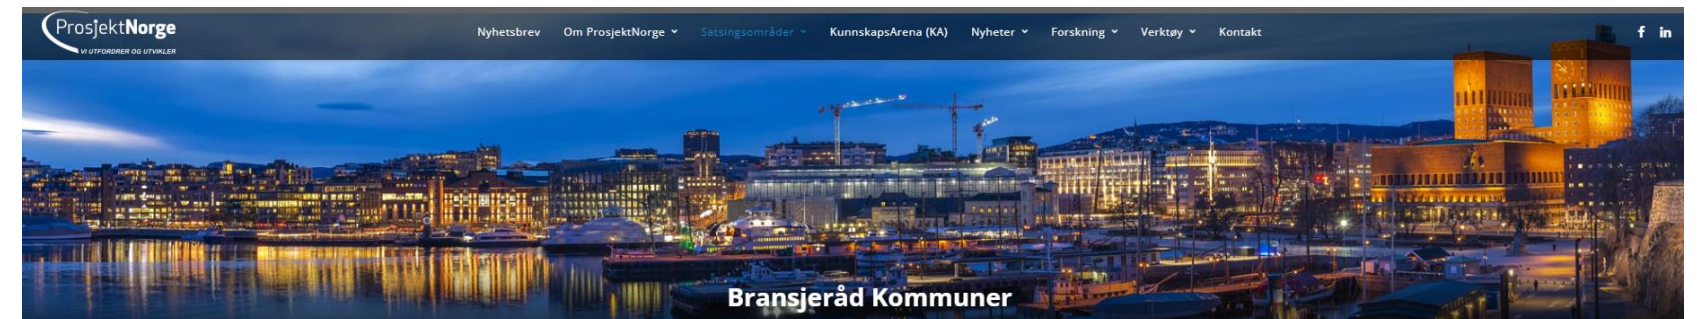 ProsjektNorge
VI UTFORDRER OG UTVIKLER
Nyhetsbrev Om ProsjektNorge Satsingsområder KunnskapsArena (KA) Nyheter Forskning Verktøy Kontakt f in
Bransjeråd Kommuner